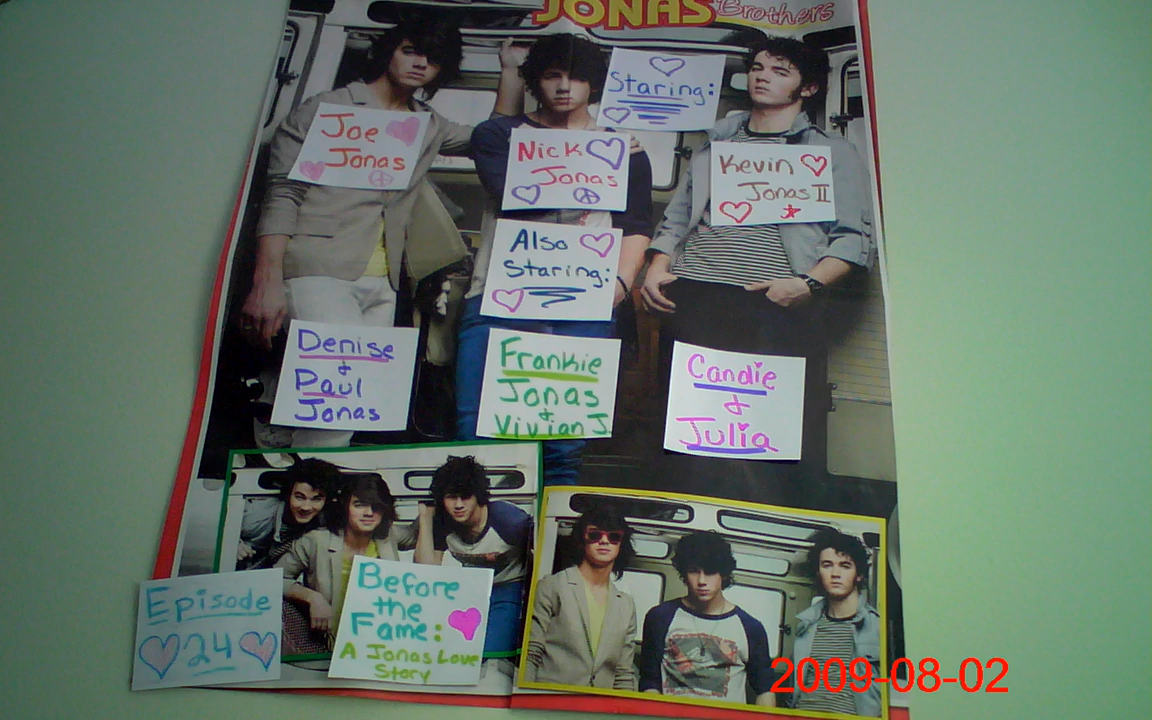 JONAS Brothers
Staring:
Joe
Jonas
Nick
Jonas
Kevin
Jonas II
Also
Staring:
Denise
&
Paul
Jonas
Frankie
Jonas
&
Vivian J.
Candie
&
Julia
Episode
24
Before
the
Fame:
A Jonas Love
Story
2009-08-02